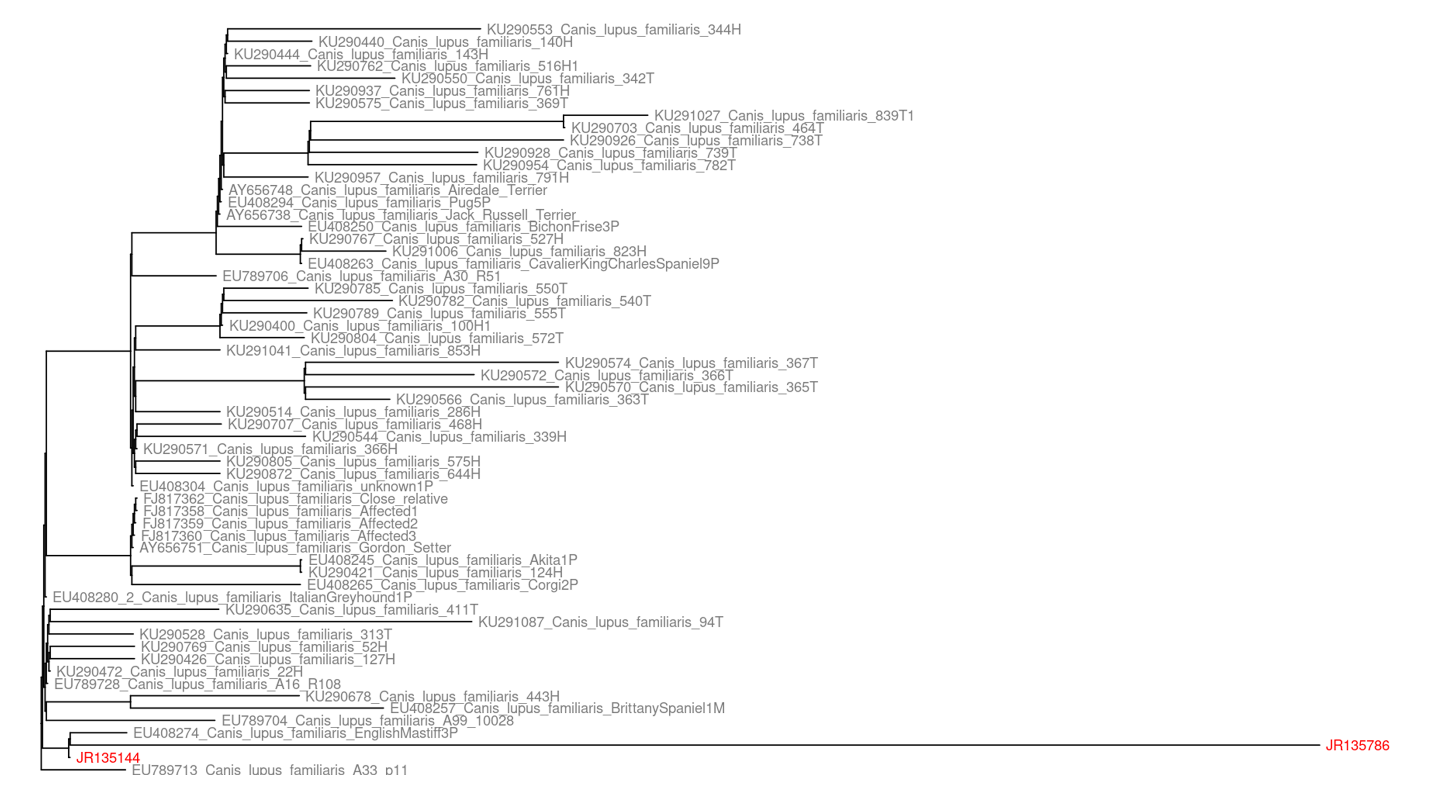 KU290553_Canis_lupus_familiaris_344H
KU290440_Canis_lupus_familiaris_140H
KU290444_Canis_lupus_familiaris_143H
KU290762_Canis_lupus_familiaris_516H1
KU290550_Canis_lupus_familiaris_342T
KU290937_Canis_lupus_familiaris_761H
KU290575_Canis_lupus_familiaris_369T
KU291027_Canis_lupus_familiaris_839T1
KU290703_Canis_lupus_familiaris_464T
KU290926_Canis_lupus_familiaris_738T
KU290928_Canis_lupus_familiaris_739T
KU290954_Canis_lupus_familiaris_782T
KU290957_Canis_lupus_familiaris_791H
AY656748_Canis_lupus_familiaris_Airedale_Terrier
EU408294_Canis_lupus_familiaris_Pug5P
AY656738_Canis_lupus_familiaris_Jack_Russell_Terrier
EU408250_Canis_lupus_familiaris_BichonFrise3P
KU290767_Canis_lupus_familiaris_527H
KU291006_Canis_lupus_familiaris_823H
EU408263_Canis_lupus_familiaris_CavalierKingCharlesSpaniel9P
EU789706_Canis_lupus_familiaris_A30_R51
KU290785_Canis_lupus_familiaris_550T
KU290782_Canis_lupus_familiaris_540T
KU290789_Canis_lupus_familiaris_555T
KU290400_Canis_lupus_familiaris_100H1
KU290804_Canis_lupus_familiaris_572T
KU291041_Canis_lupus_familiaris_853H
KU290574_Canis_lupus_familiaris_367T
KU290572_Canis_lupus_familiaris_366T
KU290570_Canis_lupus_familiaris_365T
KU290566_Canis_lupus_familiaris_363T
KU290514_Canis_lupus_familiaris_286H
KU290707_Canis_lupus_familiaris_468H
KU290544_Canis_lupus_familiaris_339H
KU290571_Canis_lupus_familiaris_366H
KU290805_Canis_lupus_familiaris_575H
KU290872_Canis_lupus_familiaris_644H
EU408304_Canis_lupus_familiaris_unknown1P
FJ817362_Canis_lupus_familiaris_Close_relative
FJ817358_Canis_lupus_familiaris_Affected1
FJ817359_Canis_lupus_familiaris_Affected2
FJ817360_Canis_lupus_familiaris_Affected3
AY656751_Canis_lupus_familiaris_Gordon_Setter
EU408245_Canis_lupus_familiaris_Akita1P
KU290421_Canis_lupus_familiaris_124H
EU408265_Canis_lupus_familiaris_Corgi2P
EU408280_2_Canis_lupus_familiaris_ItalianGreyhound1P
KU290635_Canis_lupus_familiaris_411T
KU291087_Canis_lupus_familiaris_94T
KU290528_Canis_lupus_familiaris_313T
KU290769_Canis_lupus_familiaris_52H
KU290426_Canis_lupus_familiaris_127H
KU290472_Canis_lupus_familiaris_22H
EU789728_Canis_lupus_familiaris_A16_R108
KU290678_Canis_lupus_familiaris_443H
EU408257_Canis_lupus_familiaris_BrittanySpaniel1M
EU789704_Canis_lupus_familiaris_A99_10028
EU408274_Canis_lupus_familiaris_EnglishMastiff3P
JR135786
JR135144
EU789713_Canis_lupus_familiaris_A33_p11